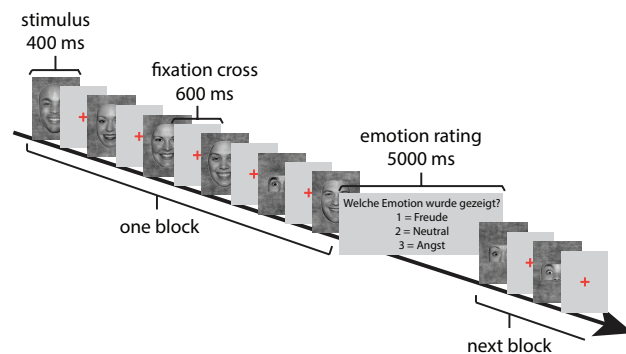 stimulus
400 ms
fixation cross
600 ms
emotion rating
5000 ms
Welche Emotion wurde gezeigt?
1 = Freude
2 = Neutral
3 = Angst
one block
next block